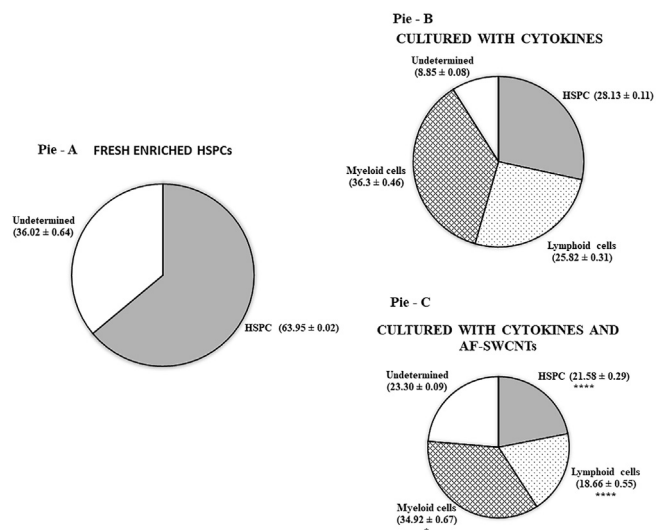 Pie - A FRESH ENRICHED HSPCs
Undetermined
(36.02 ± 0.64)
HSPC (63.95 ± 0.02)
Pie - B
CULTURED WITH CYTOKINES
Undetermined
(8.85 ± 0.08)
HSPC (28.13 ± 0.11)
Myeloid cells
(36.3 ± 0.46)
Lymphoid cells
(25.82 ± 0.31)
Pie - C
CULTURED WITH CYTOKINES AND
AF-SWCNTs
Undetermined
(23.30 ± 0.09)
HSPC (21.58 ± 0.29)
****
Lymphoid cells
(18.66 ± 0.55)
****
Myeloid cells
(34.92 ± 0.67)
*